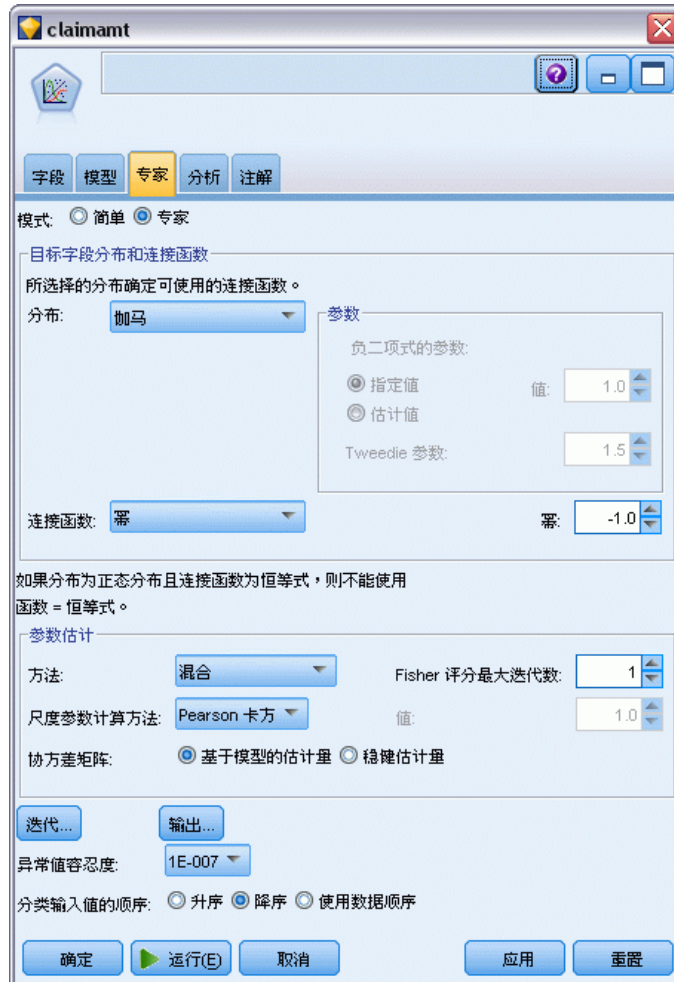 claimamt
字段 模型 专家 分析 注解
模式: 简单 专家
目标字段分布和连接函数
所选择的分布确定可使用的连接函数。
分布: 伽马
参数
负二项式的参数:
指定值 值: 1.0
估计值
Tweedie 参数: 1.5
连接函数: 幂 幂: -1.0
如果分布为正态分布且连接函数为恒等式，则不能使用
函数 = 恒等式。
参数估计
方法: 混合 Fisher 评分最大迭代数: 1
尺度参数计算方法: Pearson 卡方 值: 1.0
协方差矩阵: 基于模型的估计量 稳键估计量
迭代... 输出...
异常值容忍度: 1E-007
分类输入值的顺序: 升序 降序 使用数据顺序
确定 运行(E) 取消 应用 重置